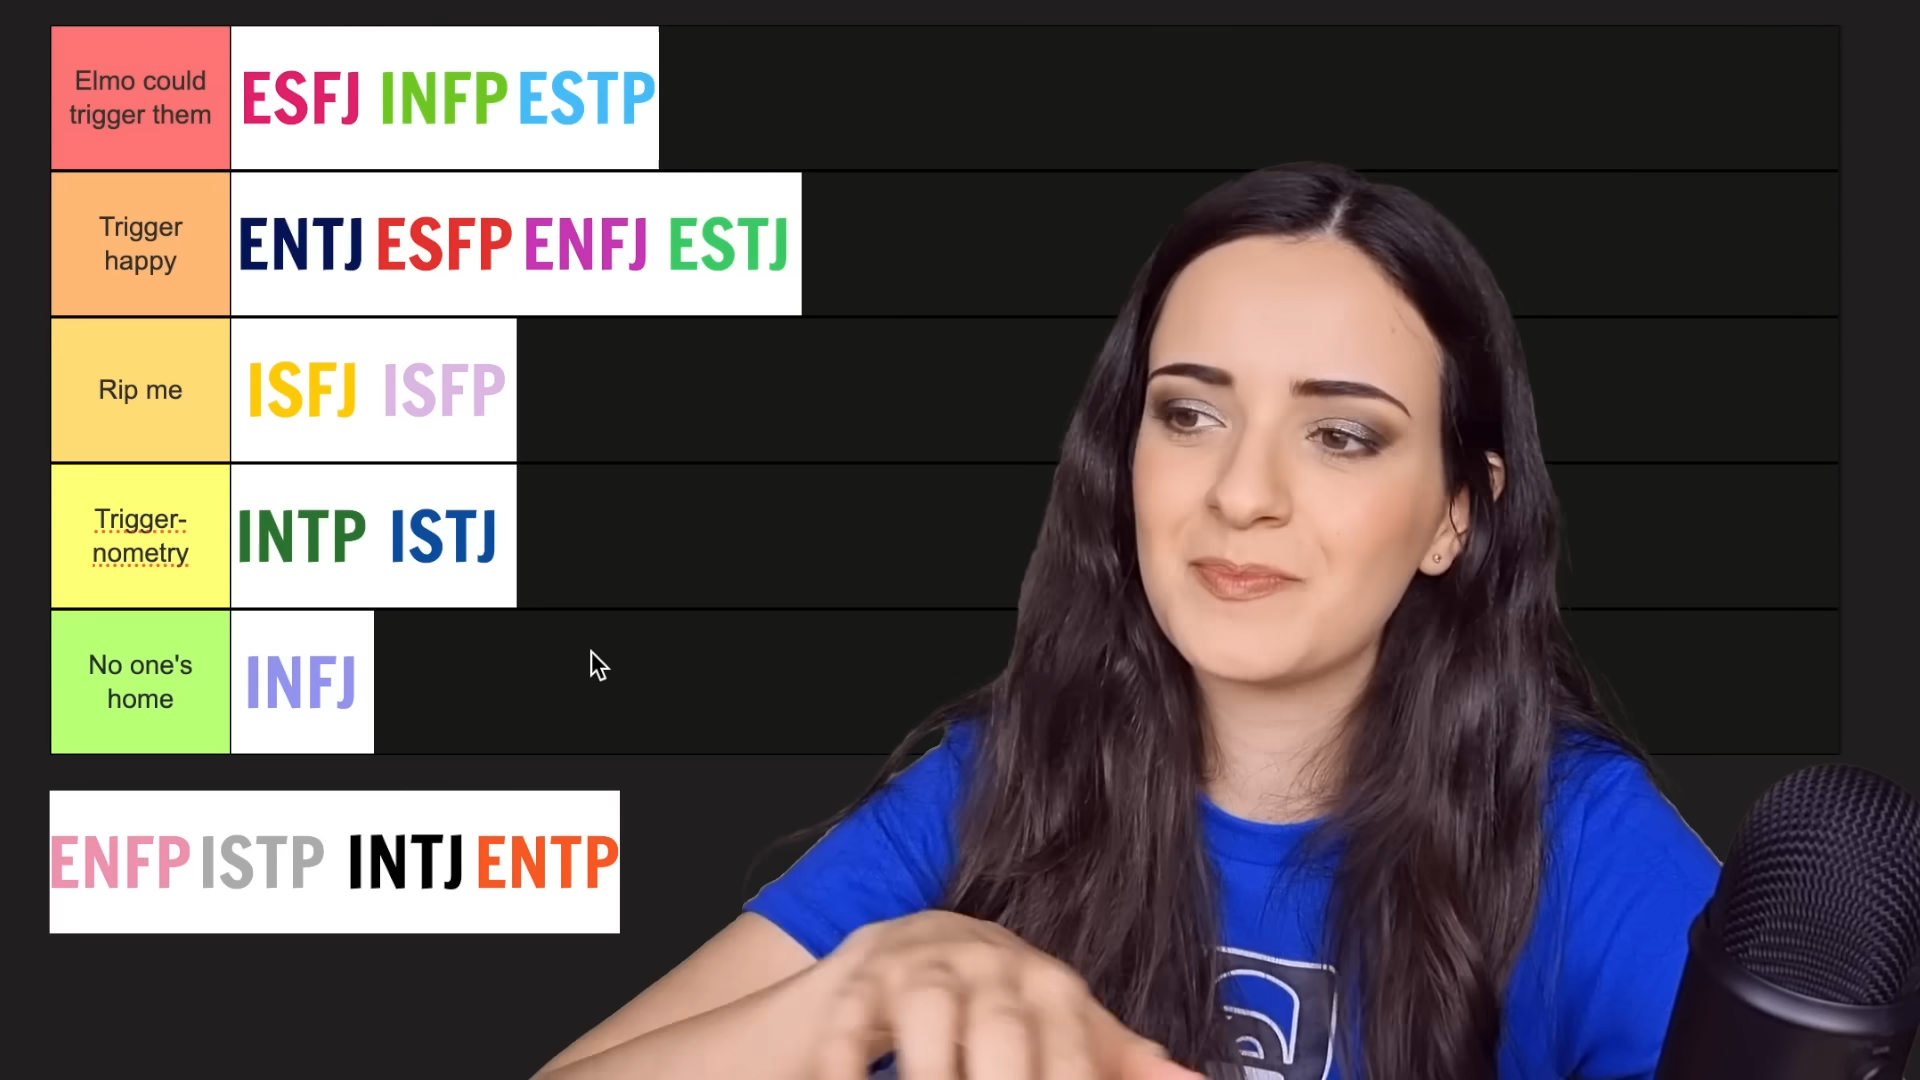 Elmo could
trigger them
ESFJ INFP ESTP
Trigger
happy
ENTJ ESFP ENFJ ESTJ
Rip me
ISFJ ISFP
Trigger-
nometry
INTP ISTJ
No one's
home
INFJ
ENFP ISTP INTJ ENTP